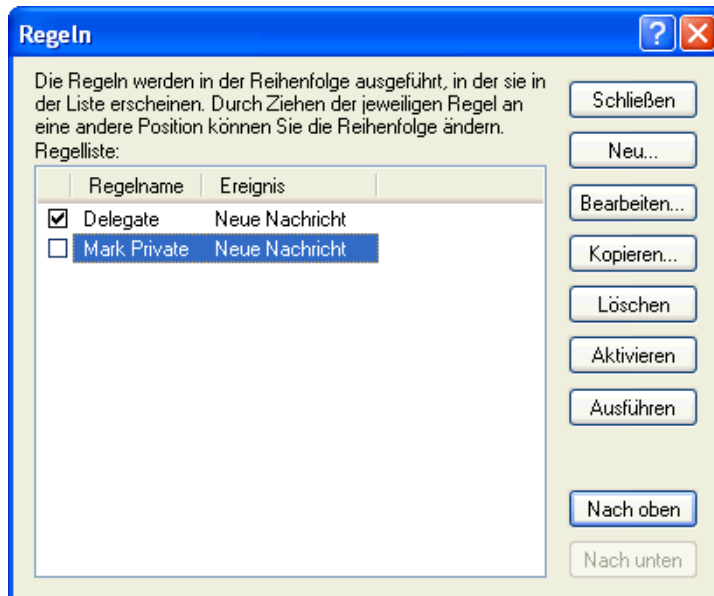 Regeln
Die Regeln werden in der Reihenfolge ausgeführt, in der sie in
der Liste erscheinen. Durch Ziehen der jeweiligen Regel an
eine andere Position können Sie die Reihenfolge ändern.
Regelliste:
Regelname Ereignis
Delegate Neue Nachricht
Mark Private Neue Nachricht
Schließen
Neu...
Bearbeiten...
Kopieren...
Löschen
Aktivieren
Ausführen
Nach oben
Nach unten